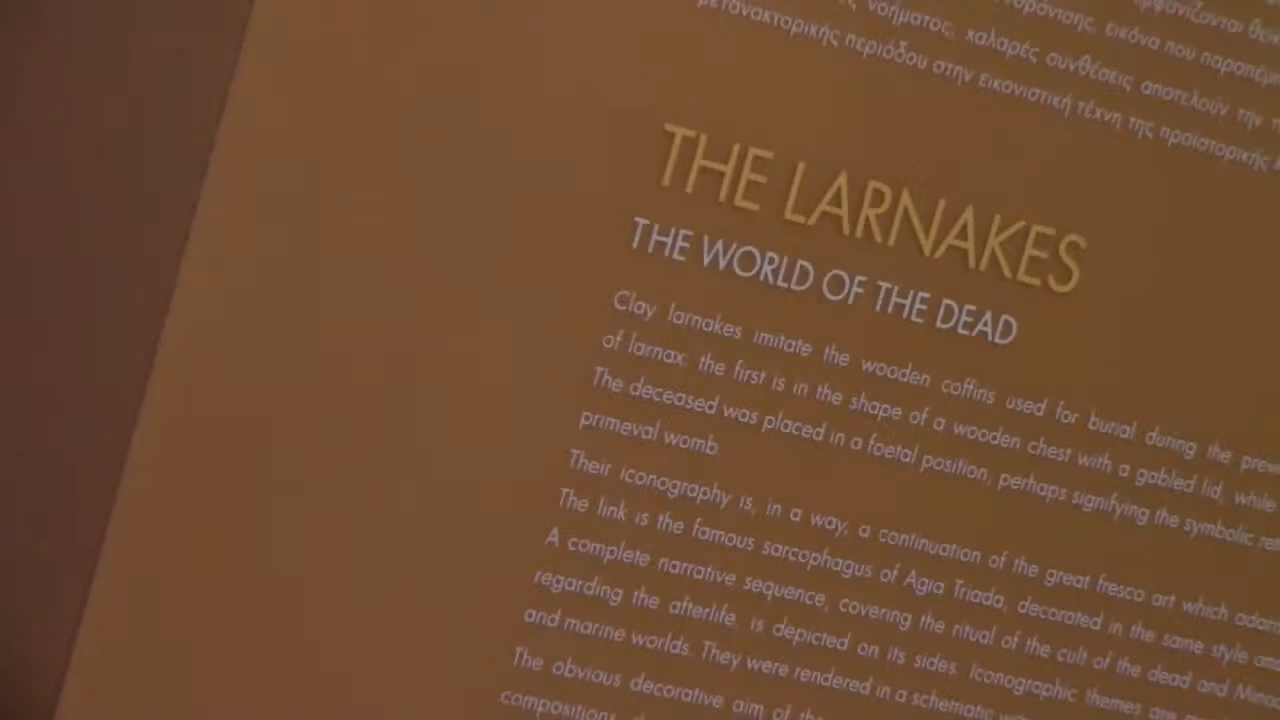 εμφανίζονται
νοήματος, χαλαρές συνθέσεις αποτελούν την
εικόνα που
μετανακτορικής περιόδου στην εικονιστική τέχνη της προϊστορικής
THE LARNAKES
THE WORLD OF THE DEAD
Clay larnakes imitate the wooden coffins used for burial during the
of larnax: the first is in the shape of a wooden chest with a gabled lid, while
The deceased was placed in a foetal position, perhaps signifying the symbolic
primeval womb
Their iconography is, in a way, a continuation of the great fresco art which
The link is the famous sarcophagus of Agia Triada, decorated in the same style
A complete narrative sequence, covering the ritual of the cult of the dead and
regarding the afterlife, is depicted on its sides. Iconographic themes
and marine worlds. They were rendered in a schematic
The obvious decorative aim of
compositions